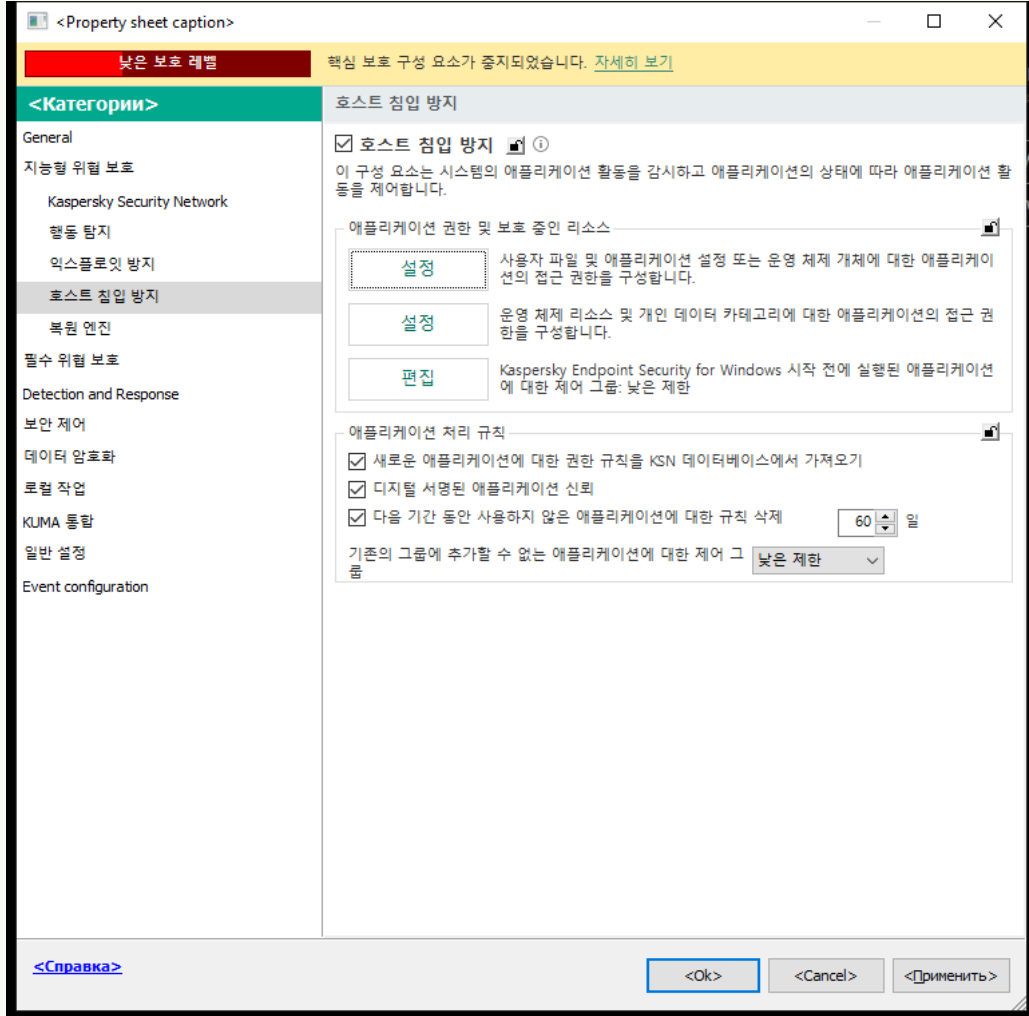 <Property sheet caption>
낮은 보호 레벨
핵심 보호 구성 요소가 중지되었습니다. 자세히 보기
<Категории>
General
지능형 위협 보호
Kaspersky Security Network
행동 탐지
익스플로잇 방지
호스트 침입 방지
복원 엔진
필수 위협 보호
Detection and Response
보안 제어
데이터 암호화
로컬 작업
KUMA 통합
일반 설정
Event configuration
호스트 침입 방지
호스트 침입 방지
이 구성 요소는 시스템의 애플리케이션 활동을 감시하고 애플리케이션의 상태에 따라 애플리케이션 활
동을 제어합니다.
애플리케이션 권한 및 보호 중인 리소스
설정
사용자 파일 및 애플리케이션 설정 또는 운영 체제 개체에 대한 애플리케이
션의 접근 권한을 구성합니다.
설정
운영 체제 리소스 및 개인 데이터 카테고리에 대한 애플리케이션의 접근 권
한을 구성합니다.
편집
Kaspersky Endpoint Security for Windows 시작 전에 실행된 애플리케이션
에 대한 제어 그룹: 낮은 제한
애플리케이션 처리 규칙
새로운 애플리케이션에 대한 권한 규칙을 KSN 데이터베이스에서 가져오기
디지털 서명된 애플리케이션 신뢰
다음 기간 동안 사용하지 않은 애플리케이션에 대한 규칙 삭제 60 일
기존의 그룹에 추가할 수 없는 애플리케이션에 대한 제어 그
룹
낮은 제한
<Справка>
<Ok> <Cancel> <Применить>